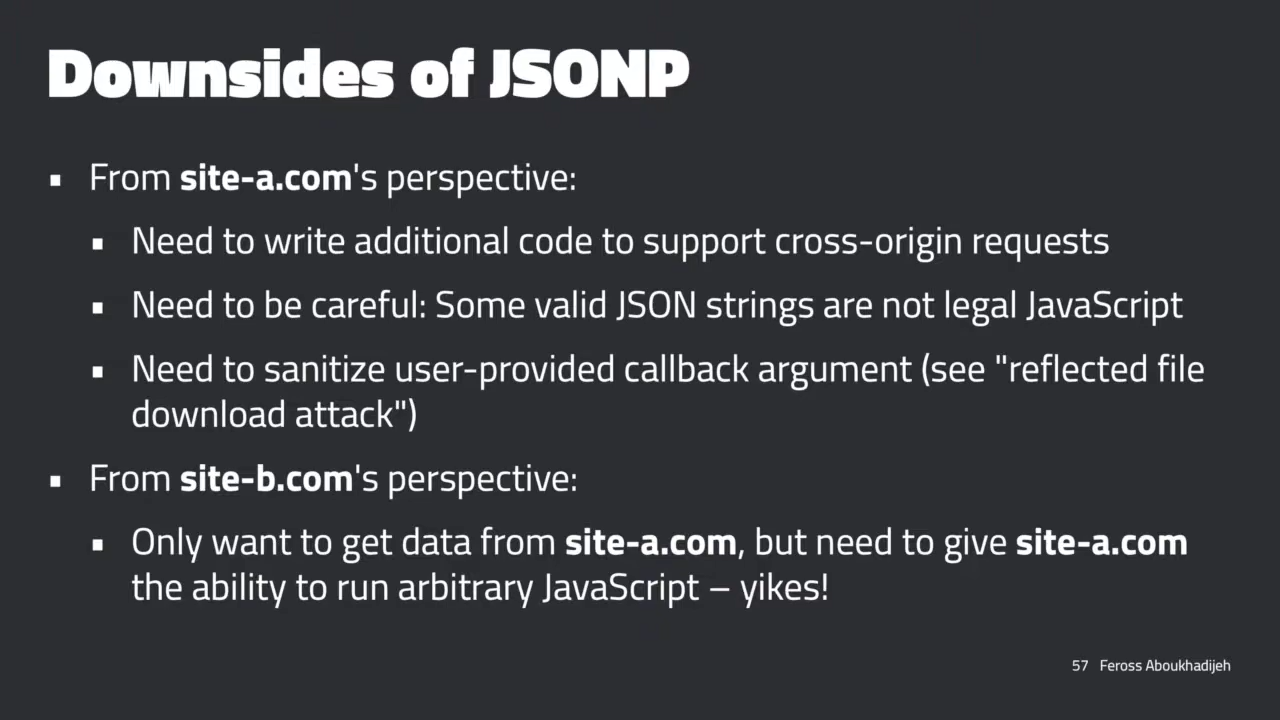 Downsides of JSONP
▪ From site-a.com's perspective:
▪ Need to write additional code to support cross-origin requests
▪ Need to be careful: Some valid JSON strings are not legal JavaScript
▪ Need to sanitize user-provided callback argument (see "reflected file
download attack")
▪ From site-b.com's perspective:
▪ Only want to get data from site-a.com, but need to give site-a.com
the ability to run arbitrary JavaScript – yikes!
57 Feross Aboukhadijeh